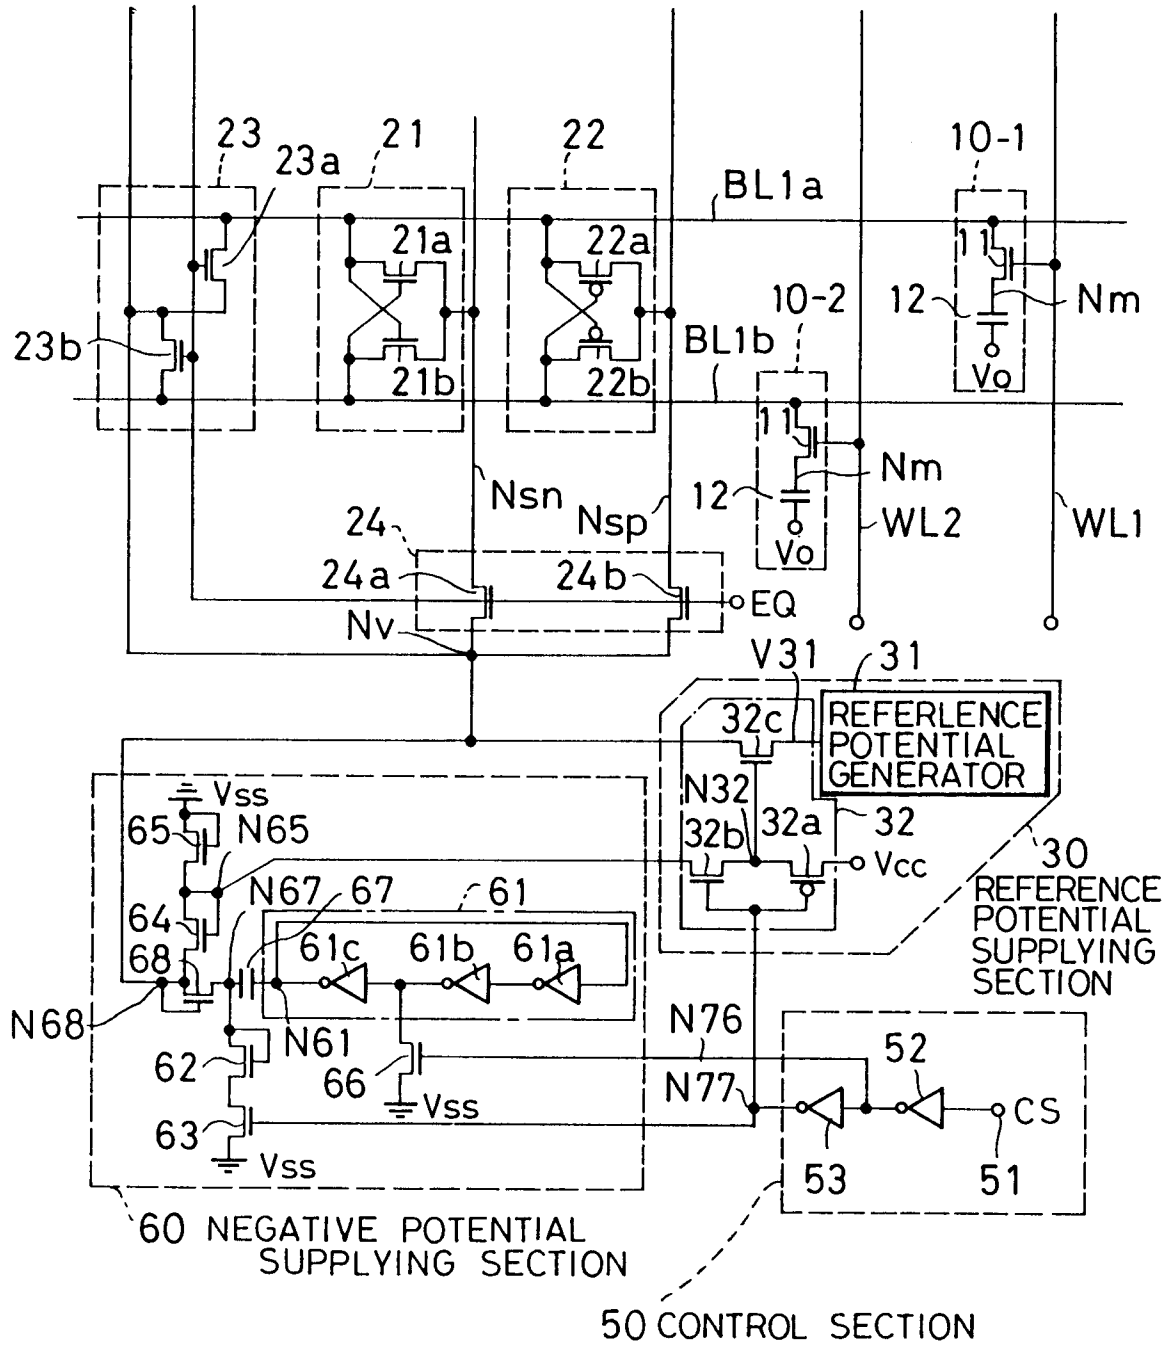 23
21
22
10-1
23a
BL1a
21a
22a
11
12
Nm
10-2
23b
BL1b
Vo
21b
22b
11
Nm
Nsn
12
Nsp
WL2
WL1
24
Vo
24a
24b
EQ
Nv
V31
31
32c
REFERLENCE
POTENTIAL
GENERATOR
N32
Vss
65
N65
32b
32a
32
Vcc
30
REFERENCE
POTENTIAL
SUPPLYING
SECTION
N67
67
61
64
68
61c
61b
61a
N68
N61
N76
62
66
52
N77
CS
Vss
63
Vss
53
51
60 NEGATIVE POTENTIAL
SUPPLYING SECTION
50 CONTROL SECTION